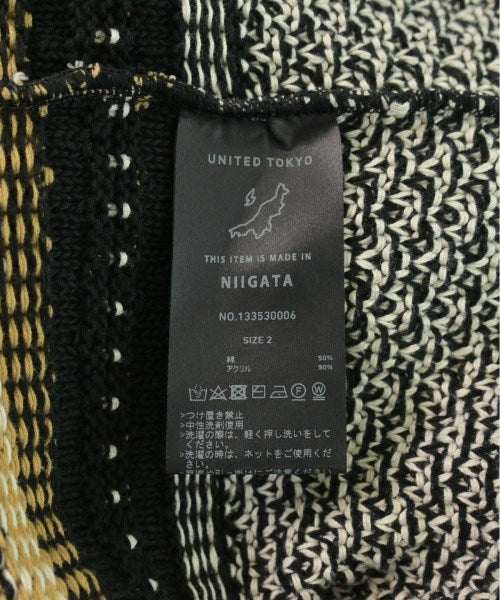 UNITED TOKYO
THIS ITEM IS MADE IN
NIIGATA
NO.133530006
SIZE 2
綿 50%
アクリル 50%
>つけ置き禁止
>中性洗剤使用
>洗濯の際は、軽く押し洗いをして
ください。
>洗濯の時は、ネットをご使用くだ
さい。